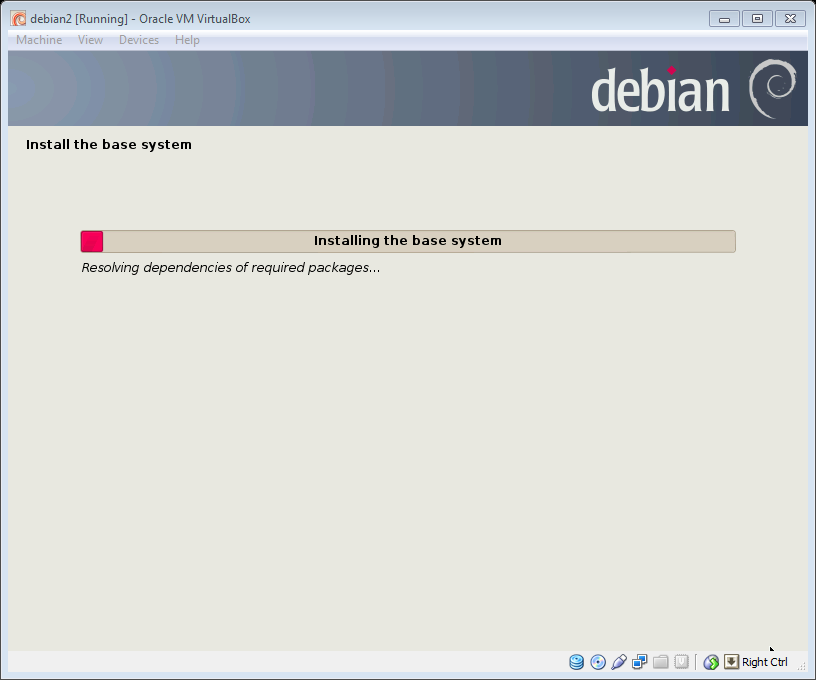 debian2 [Running] - Oracle VM VirtualBox
Machine View Devices Help
debian
Install the base system
Installing the base system
Resolving dependencies of required packages...
Right Ctrl